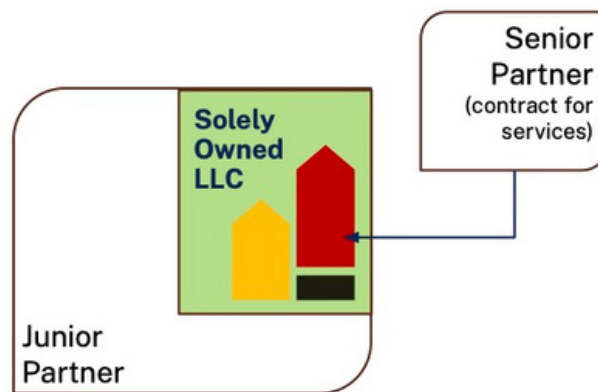 Senior
Partner
(contract for
services)
Solely
Owned
LLC
Junior
Partner